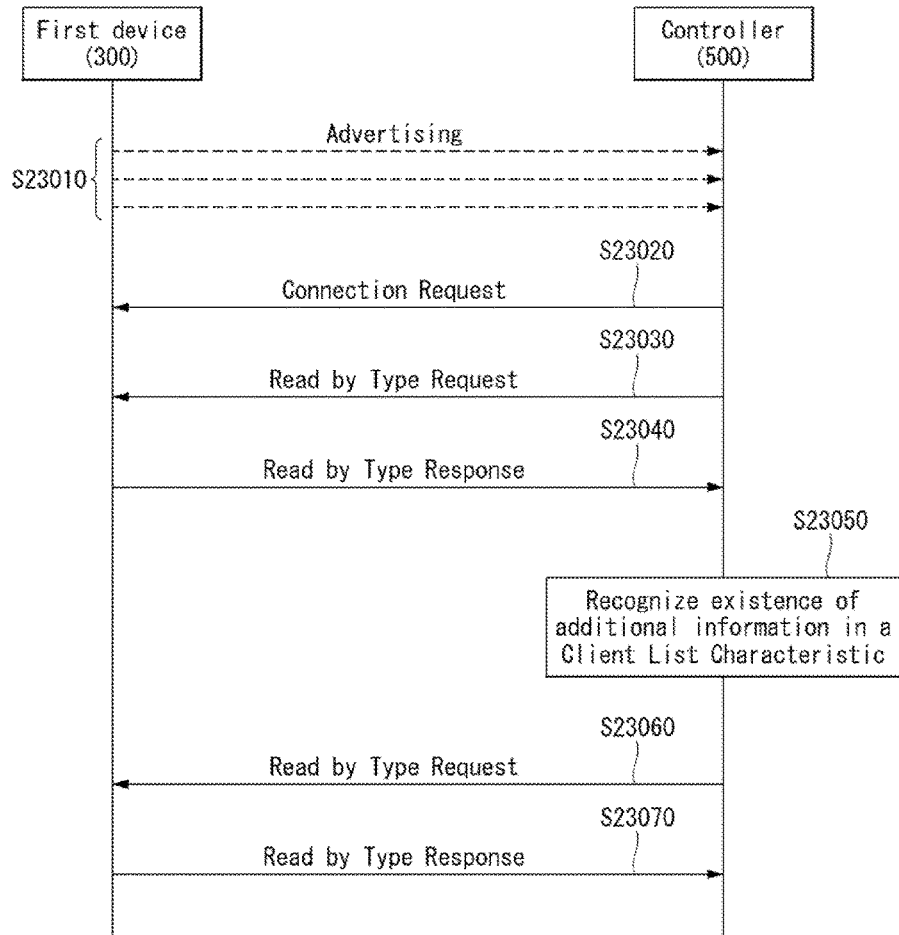 First device
(300)
Controller
(500)
Advertising
S23010
S23020
Connection Request
S23030
Read by Type Request
S23040
Read by Type Response
S23050
Recognize existence of
additional information in a
Client List Characteristic
S23060
Read by Type Request
S23070
Read by Type Response